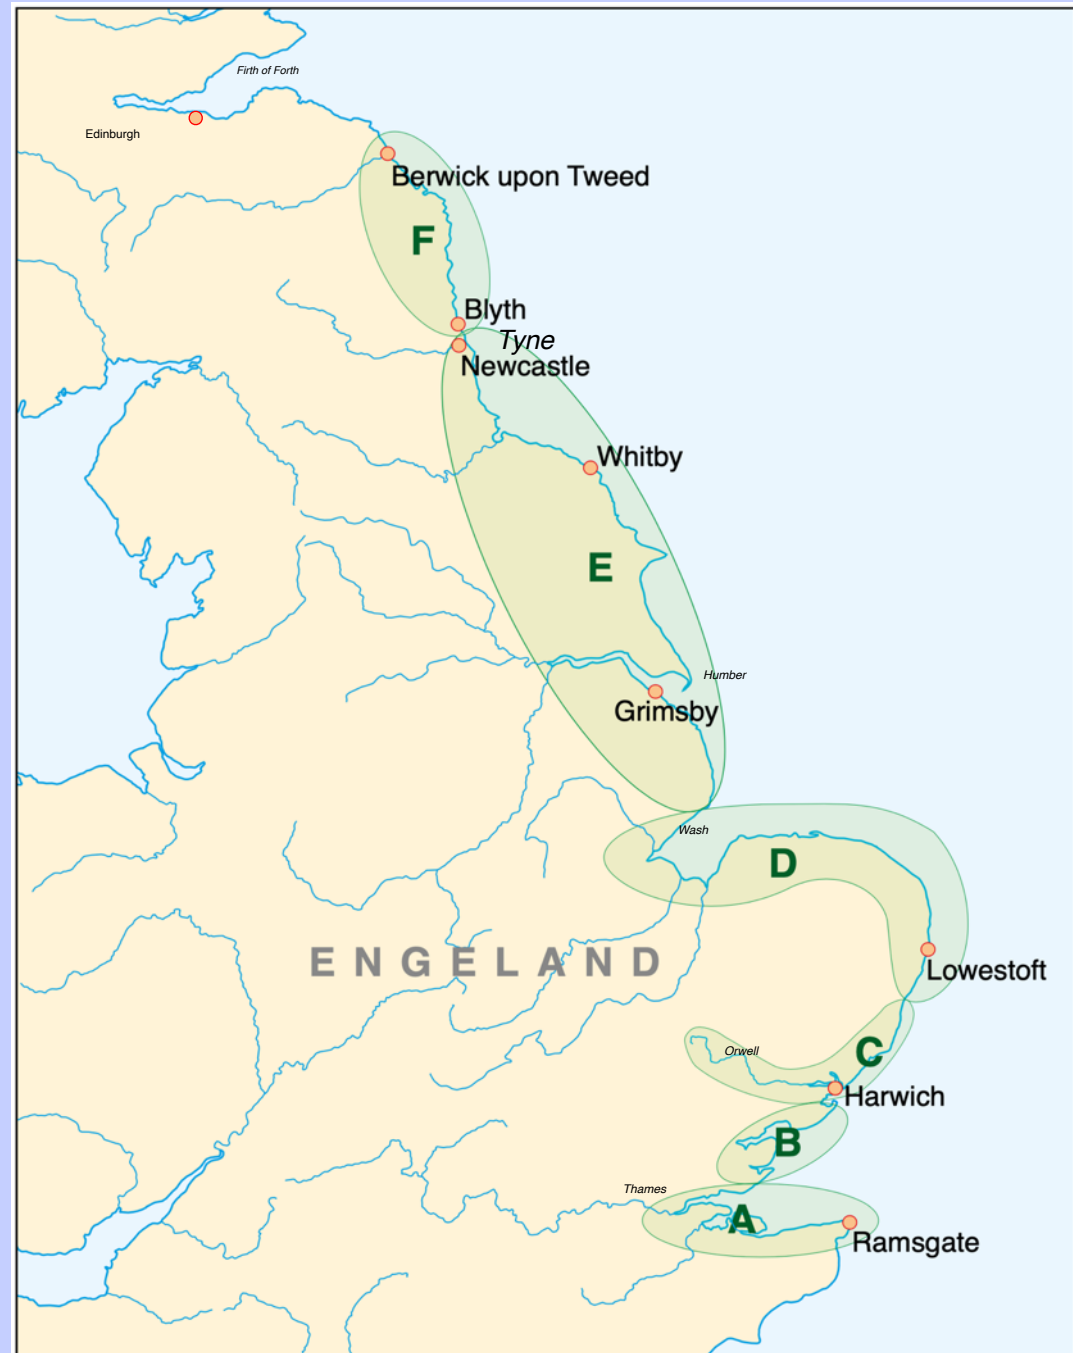 Firth of Forth
Edinburgh
Berwick upon Tweed
F
Blyth
Tyne
Newcastle
Whitby
E
Humber
Grimsby
Wash
D
ENGELAND
Lowestoft
Orwell
C
Harwich
B
Thames
A
Ramsgate